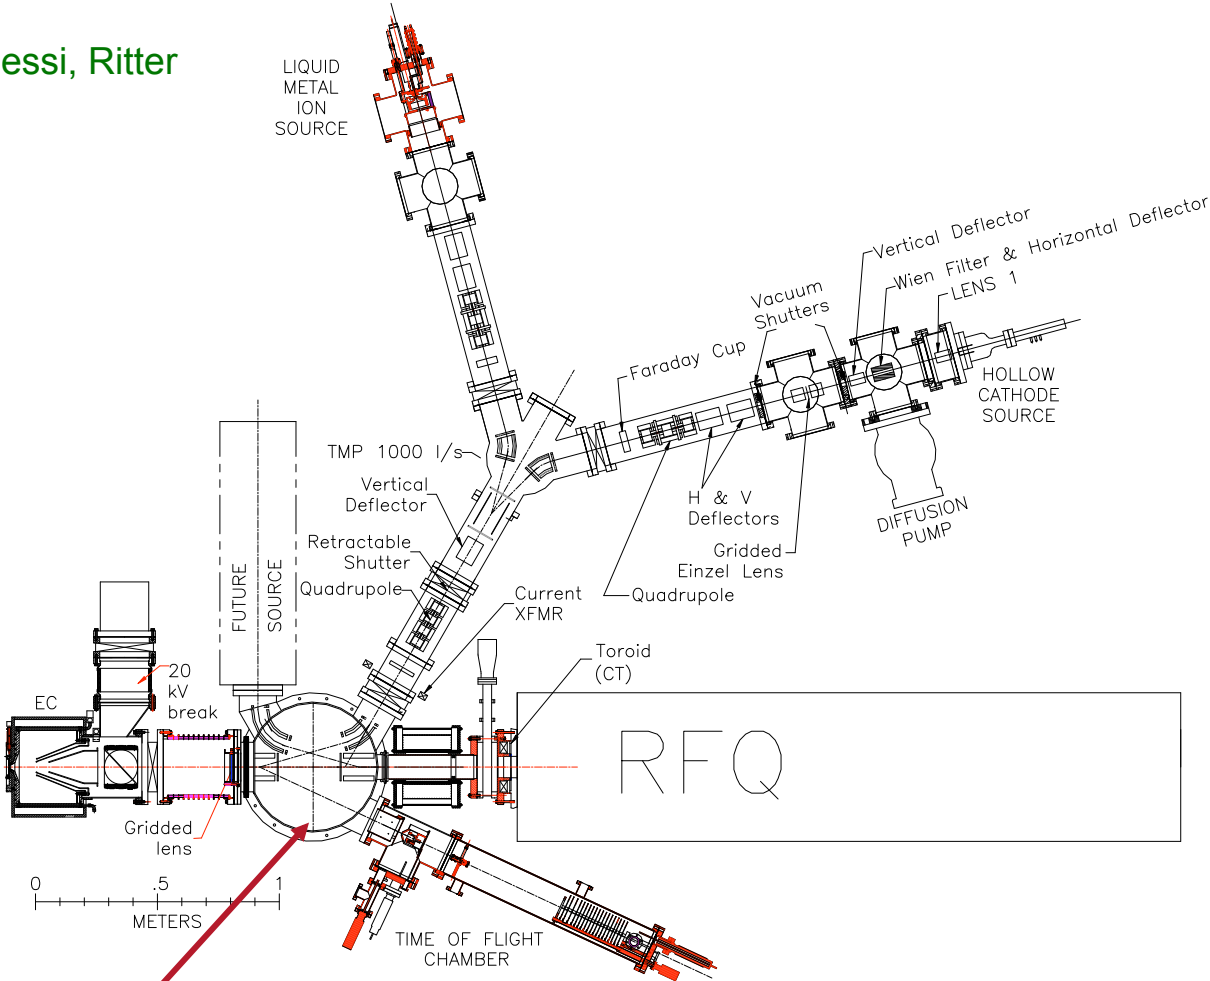 essi, Ritter
LIQUID
METAL
ION
SOURCE
Vertical Deflector
Wien Filter & Horizontal Deflector
LENS 1
Vacuum
Shutters
Faraday Cup
HOLLOW
CATHODE
SOURCE
TMP 1000 l/s
Vertical
Deflector
H & V
Deflectors
DIFFUSION
PUMP
Retractable
Shutter
Gridded
Einzel Lens
Quadrupole
Current
XFMR
Quadrupole
FUTURE
SOURCE
Toroid
(CT)
20
kV
break
EC
RFQ
Gridded
lens
0 .5 1
METERS
TIME OF FLIGHT
CHAMBER